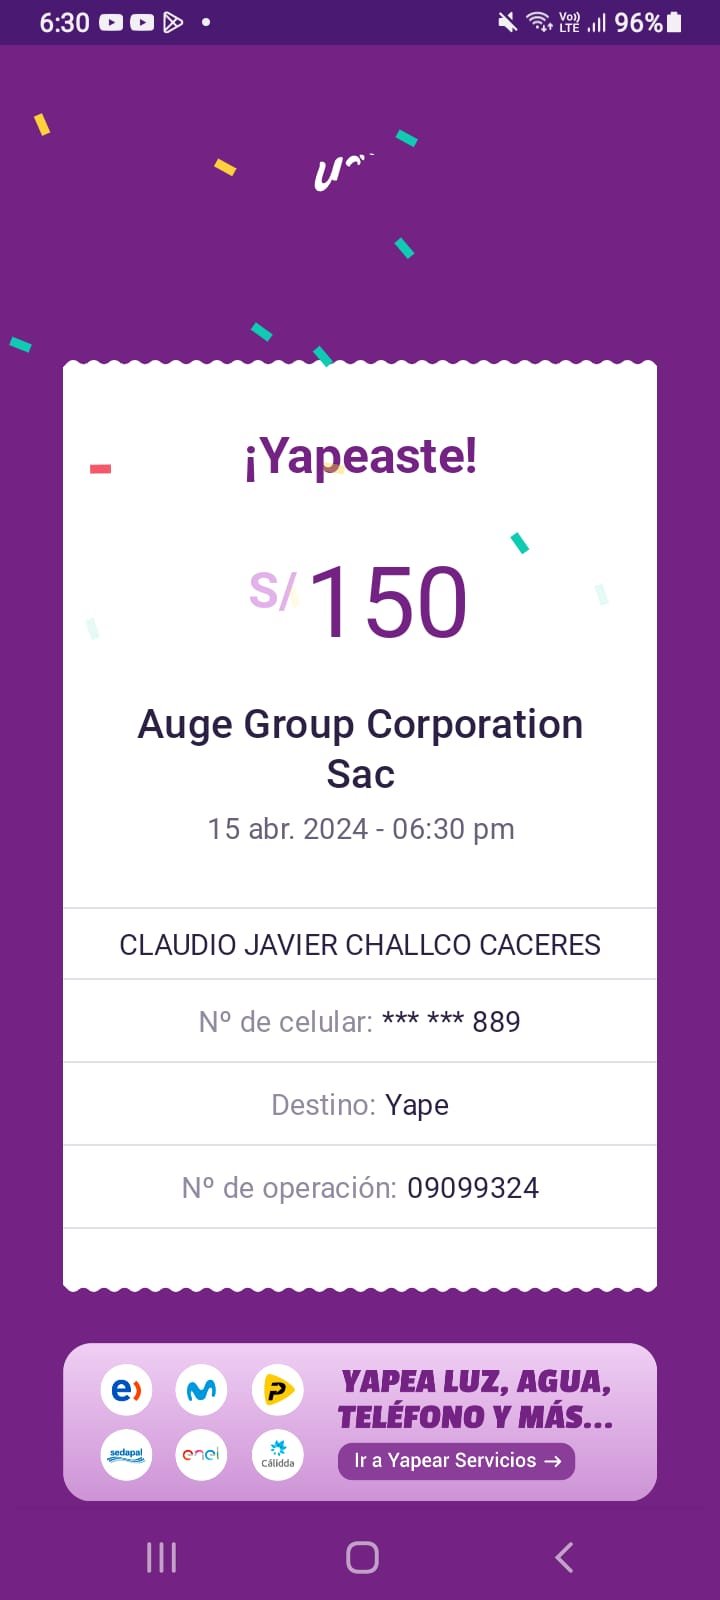 6:30
Vo))
LTE
96%
¡Yapeaste!
S/150
Auge Group Corporation
Sac
15 abr. 2024 - 06:30 pm
CLAUDIO JAVIER CHALLCO CACERES
Nº de celular: *** *** 889
Destino: Yape
Nº de operación: 09099324
e)
P
sedapal
enel
Cálidda
YAPEA LUZ, AGUA,
TELÉFONO Y MÁS...
Ir a Yapear Servicios →